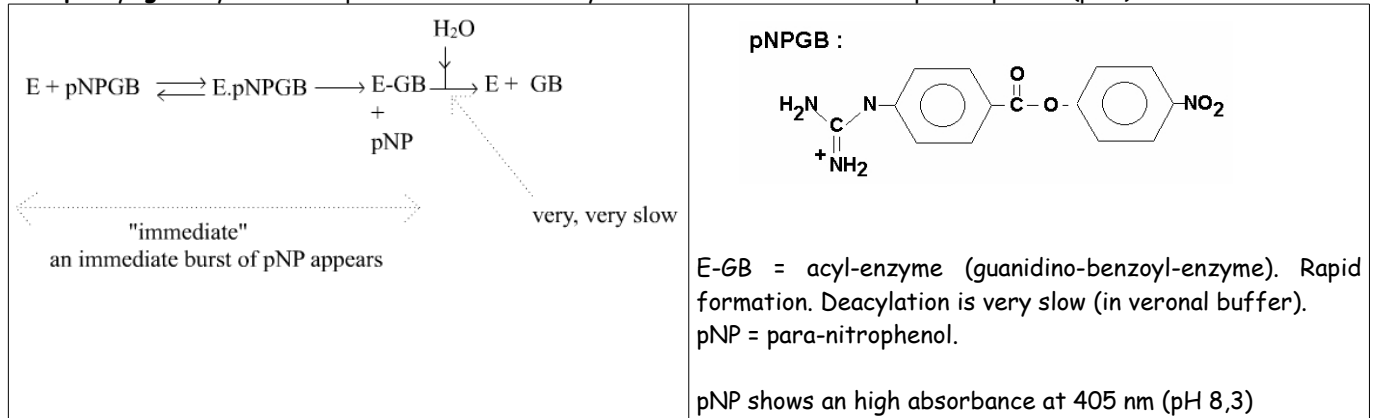 H₂O
E + pNPGB ⇌ E.pNPGB ⟶ E-GB ⟶ E + GB
+
pNP
very, very slow
"immediate"
an immediate burst of pNP appears
pNPGB :
O
H₂N N C O NO₂
C
+ NH₂
E-GB = acyl-enzyme (guanidino-benzoyl-enzyme). Rapid
formation. Deacylation is very slow (in veronal buffer).
pNP = para-nitrophenol.
pNP shows an high absorbance at 405 nm (pH 8,3)